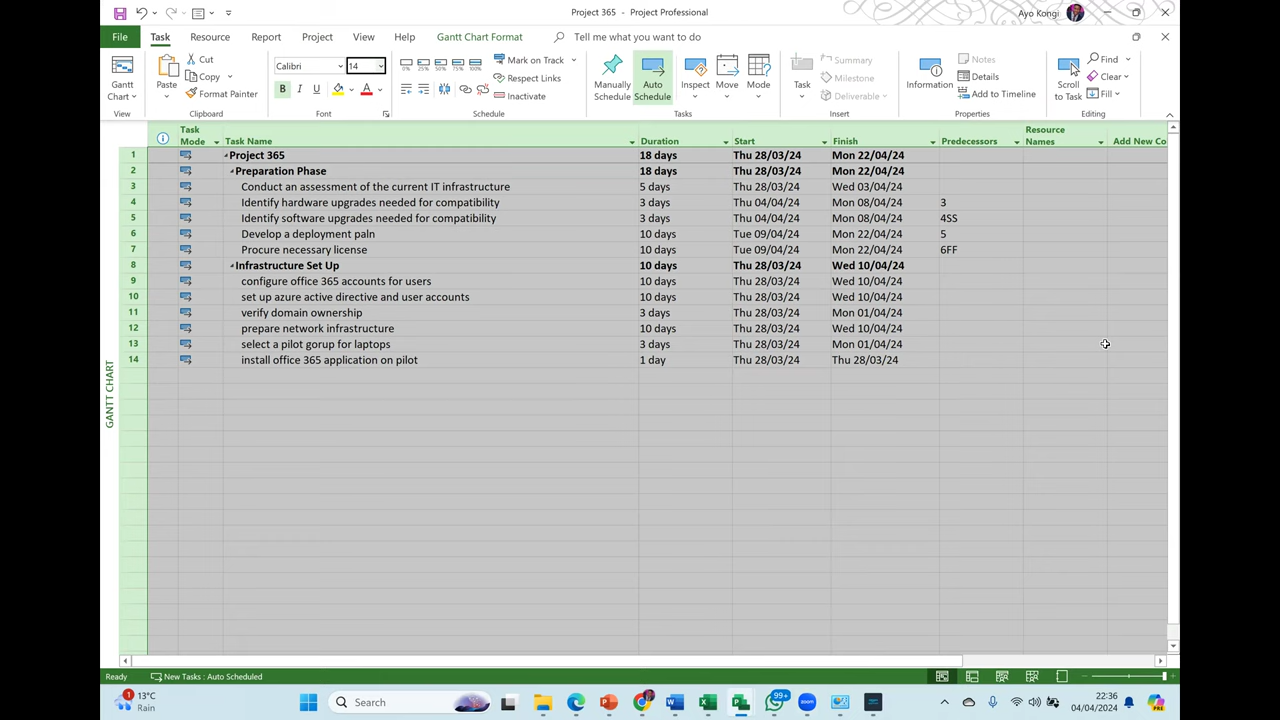 Project 365 - Project Professional
Ayo Kongi
File Task Resource Report Project View Help Gantt Chart Format Tell me what you want to do
Gantt Chart
View
Paste
Cut
Copy
Format Painter
Clipboard
Calibri 14
B I U A
Font
0% 25% 50% 75% 100%
Mark on Track
Respect Links
Inactivate
Schedule
Manually Schedule
Auto Schedule
Inspect
Move
Mode
Tasks
Task
Summary
Milestone
Deliverable
Insert
Information
Notes
Details
Add to Timeline
Properties
Scroll to Task
Find
Clear
Fill
Editing
Task Mode Task Name Duration Start Finish Predecessors Resource Names Add New Co
1 Project 365 18 days Thu 28/03/24 Mon 22/04/24
2 Preparation Phase 18 days Thu 28/03/24 Mon 22/04/24
3 Conduct an assessment of the current IT infrastructure 5 days Thu 28/03/24 Wed 03/04/24
4 Identify hardware upgrades needed for compatibility 3 days Thu 04/04/24 Mon 08/04/24 3
5 Identify software upgrades needed for compatibility 3 days Thu 04/04/24 Mon 08/04/24 4SS
6 Develop a deployment paln 10 days Tue 09/04/24 Mon 22/04/24 5
7 Procure necessary license 10 days Tue 09/04/24 Mon 22/04/24 6FF
8 Infrastructure Set Up 10 days Thu 28/03/24 Wed 10/04/24
9 configure office 365 accounts for users 10 days Thu 28/03/24 Wed 10/04/24
10 set up azure active directive and user accounts 10 days Thu 28/03/24 Wed 10/04/24
11 verify domain ownership 3 days Thu 28/03/24 Mon 01/04/24
12 prepare network infrastructure 10 days Thu 28/03/24 Wed 10/04/24
13 select a pilot gorup for laptops 3 days Thu 28/03/24 Mon 01/04/24
14 install office 365 application on pilot 1 day Thu 28/03/24 Thu 28/03/24
GANTT CHART
Ready New Tasks : Auto Scheduled
1 13°C
Rain
Search
99+
22:36
04/04/2024